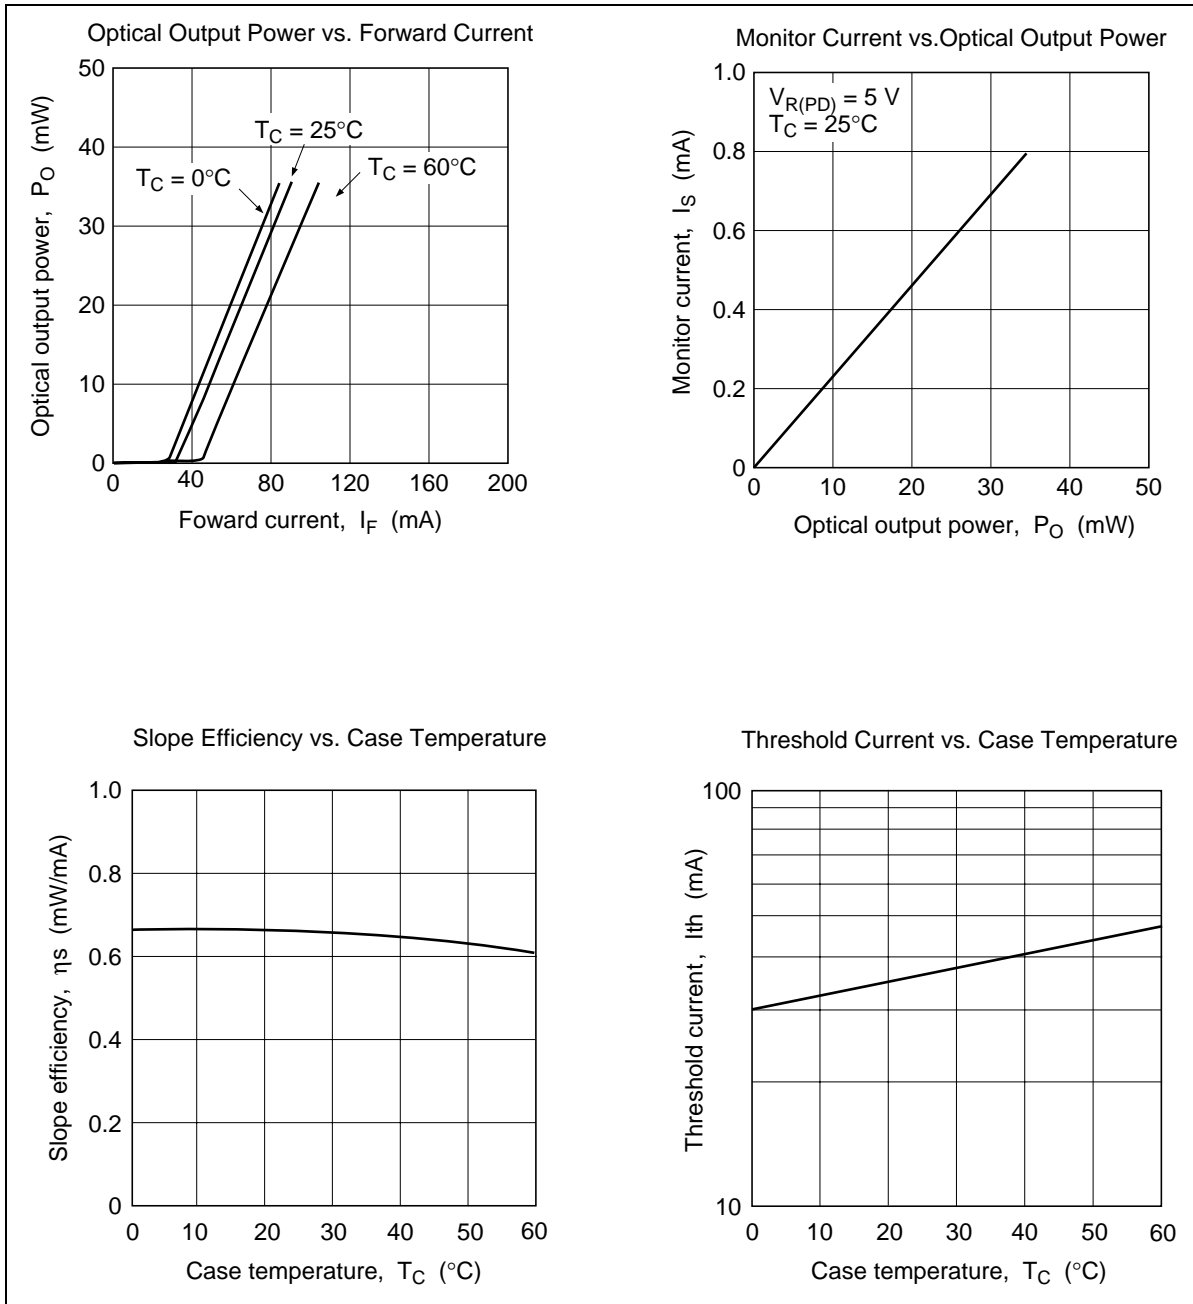 Optical Output Power vs. Forward Current
50
40
30
20
10
0
Optical output power, PO (mW)
TC = 25°C
TC = 0°C
TC = 60°C
0 40 80 120 160 200
Foward current, IF (mA)
Monitor Current vs.Optical Output Power
1.0
0.8
0.6
0.4
0.2
0
Monitor current, IS (mA)
VR(PD) = 5 V
TC = 25°C
0 10 20 30 40 50
Optical output power, PO (mW)
Slope Efficiency vs. Case Temperature
1.0
0.8
0.6
0.4
0.2
0
Slope efficiency, ηs (mW/mA)
0 10 20 30 40 50 60
Case temperature, TC (°C)
Threshold Current vs. Case Temperature
100
10
Threshold current, Ith (mA)
0 10 20 30 40 50 60
Case temperature, TC (°C)